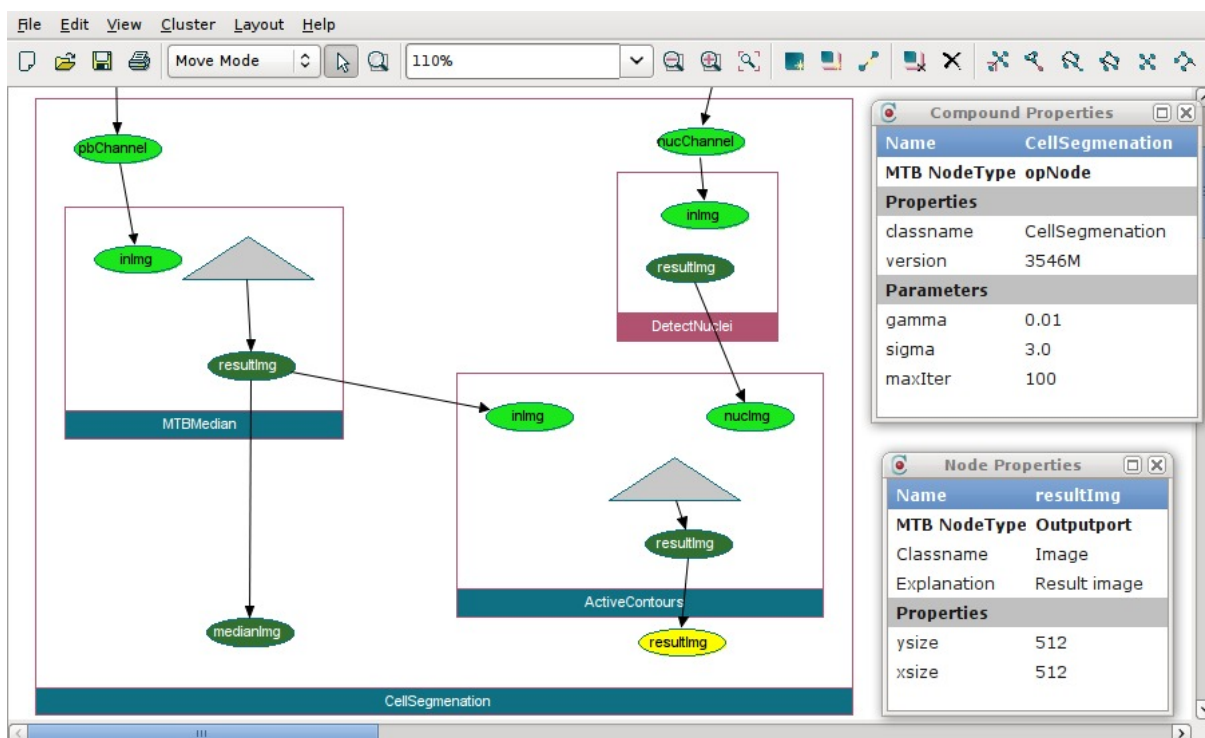 File Edit View Cluster Layout Help
Move Mode 110%
pbChannel
nucChannel
inImg
inImg
resultImg
DetectNuclei
resultImg
MTBMedian
inImg
nucImg
resultImg
ActiveContours
medianImg
resultImg
CellSegmenation
Compound Properties
Name CellSegmenation
MTB NodeType opNode
Properties
classname CellSegmenation
version 3546M
Parameters
gamma 0.01
sigma 3.0
maxIter 100
Node Properties
Name resultImg
MTB NodeType Outputport
Classname Image
Explanation Result image
Properties
ysize 512
xsize 512